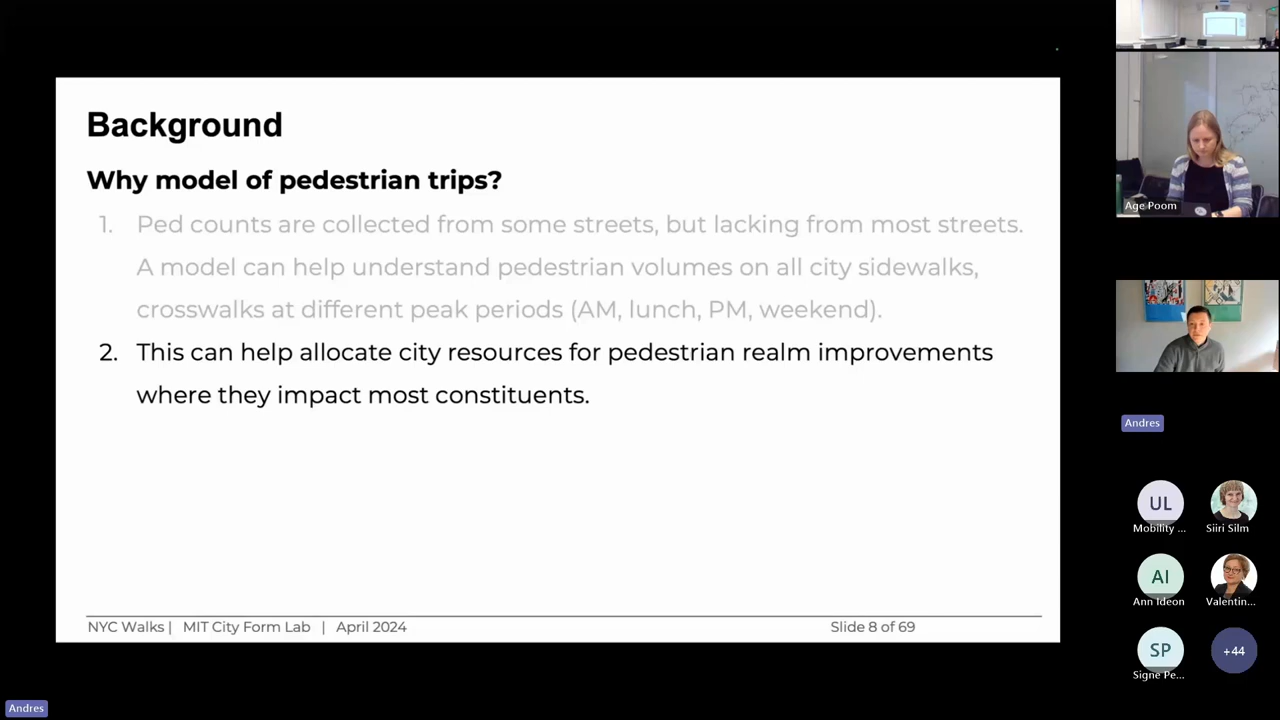 Background
Why model of pedestrian trips?
1. Ped counts are collected from some streets, but lacking from most streets.
A model can help understand pedestrian volumes on all city sidewalks,
crosswalks at different peak periods (AM, lunch, PM, weekend).
2. This can help allocate city resources for pedestrian realm improvements
where they impact most constituents.
NYC Walks | MIT City Form Lab | April 2024
Slide 8 of 69
Age Poom
Andres
UL
Mobility ...
Siiri Silm
AI
Ann Ideon
Valentin...
SP
Signe Pe...
+44
Andres